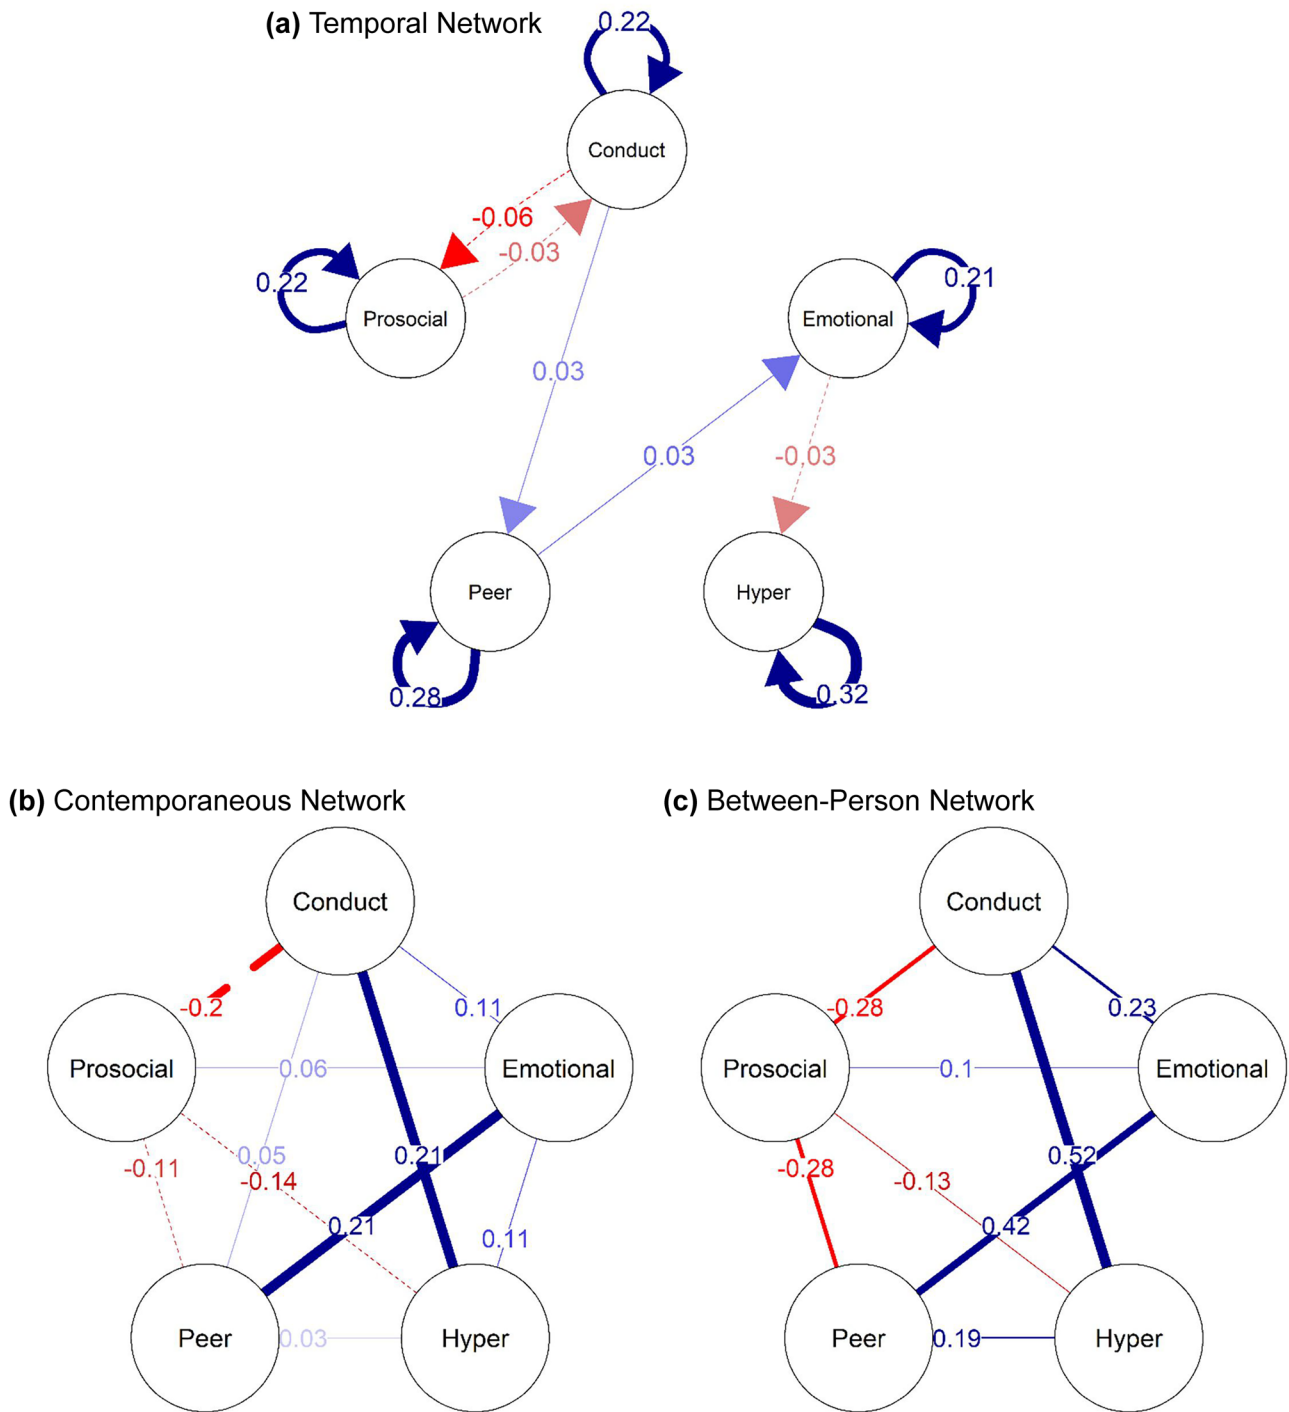 (a) Temporal Network
0.22
Conduct
-0.06
-0.03
0.22
Prosocial
Emotional
0.21
0.03
0.03
-0.03
Peer
Hyper
0.28
0.32
(b) Contemporaneous Network
Conduct
-0.2
0.11
Prosocial
0.06
Emotional
-0.11
0.05
-0.14
0.21
0.21
0.11
Peer
0.03
Hyper
(c) Between-Person Network
Conduct
-0.28
0.23
Prosocial
0.1
Emotional
-0.28
-0.13
0.52
0.42
Peer
0.19
Hyper